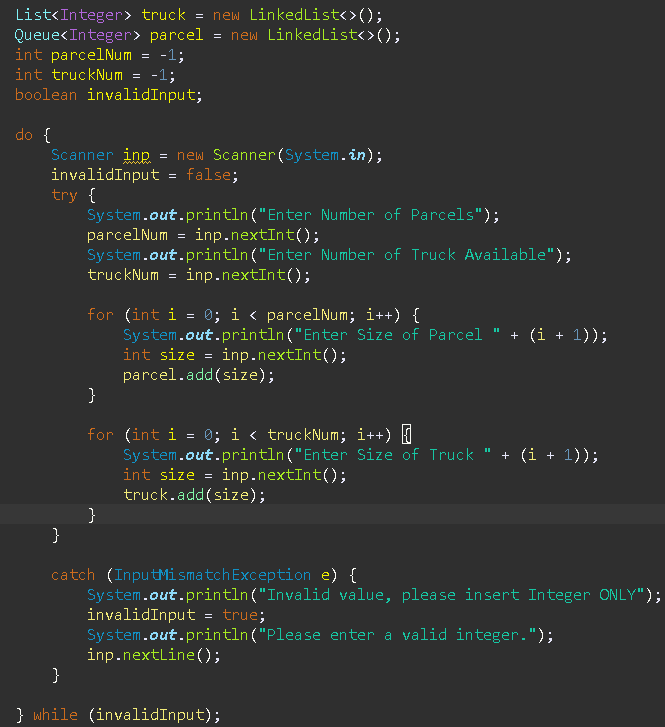 List<Integer> truck = new LinkedList<>();
Queue<Integer> parcel = new LinkedList<>();
int parcelNum = -1;
int truckNum = -1;
boolean invalidInput;

do {
    Scanner inp = new Scanner(System.in);
    invalidInput = false;
    try {
        System.out.println("Enter Number of Parcels");
        parcelNum = inp.nextInt();
        System.out.println("Enter Number of Truck Available");
        truckNum = inp.nextInt();

        for (int i = 0; i < parcelNum; i++) {
            System.out.println("Enter Size of Parcel " + (i + 1));
            int size = inp.nextInt();
            parcel.add(size);
        }

        for (int i = 0; i < truckNum; i++) {
            System.out.println("Enter Size of Truck " + (i + 1));
            int size = inp.nextInt();
            truck.add(size);
        }
    }

    catch (InputMismatchException e) {
        System.out.println("Invalid value, please insert Integer ONLY");
        invalidInput = true;
        System.out.println("Please enter a valid integer.");
        inp.nextLine();
    }

} while (invalidInput);